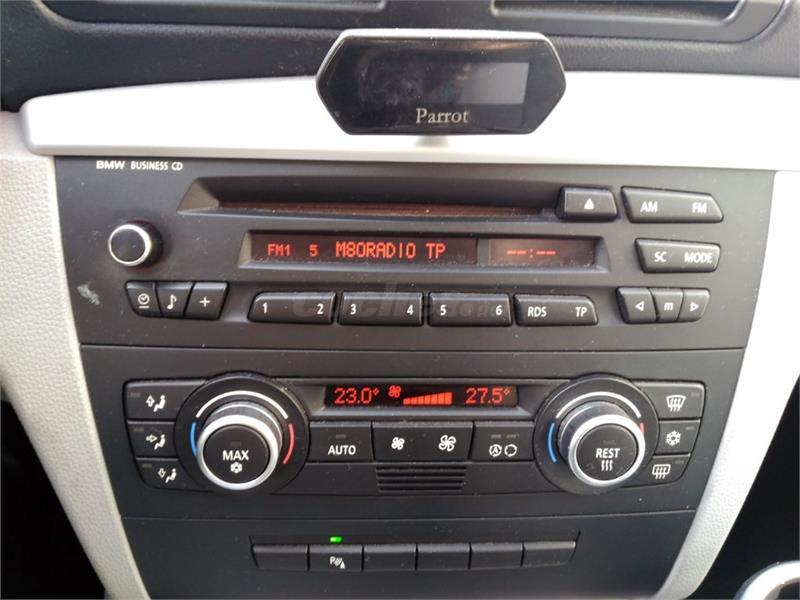 Parrot
BMW BUSINESS CD
AM FM
FM1 5 M80RADIO TP --:--
SC MODE
1 2 3 4 5 6 RDS TP
m
23.0° 27.5°
MAX AUTO A REST
P